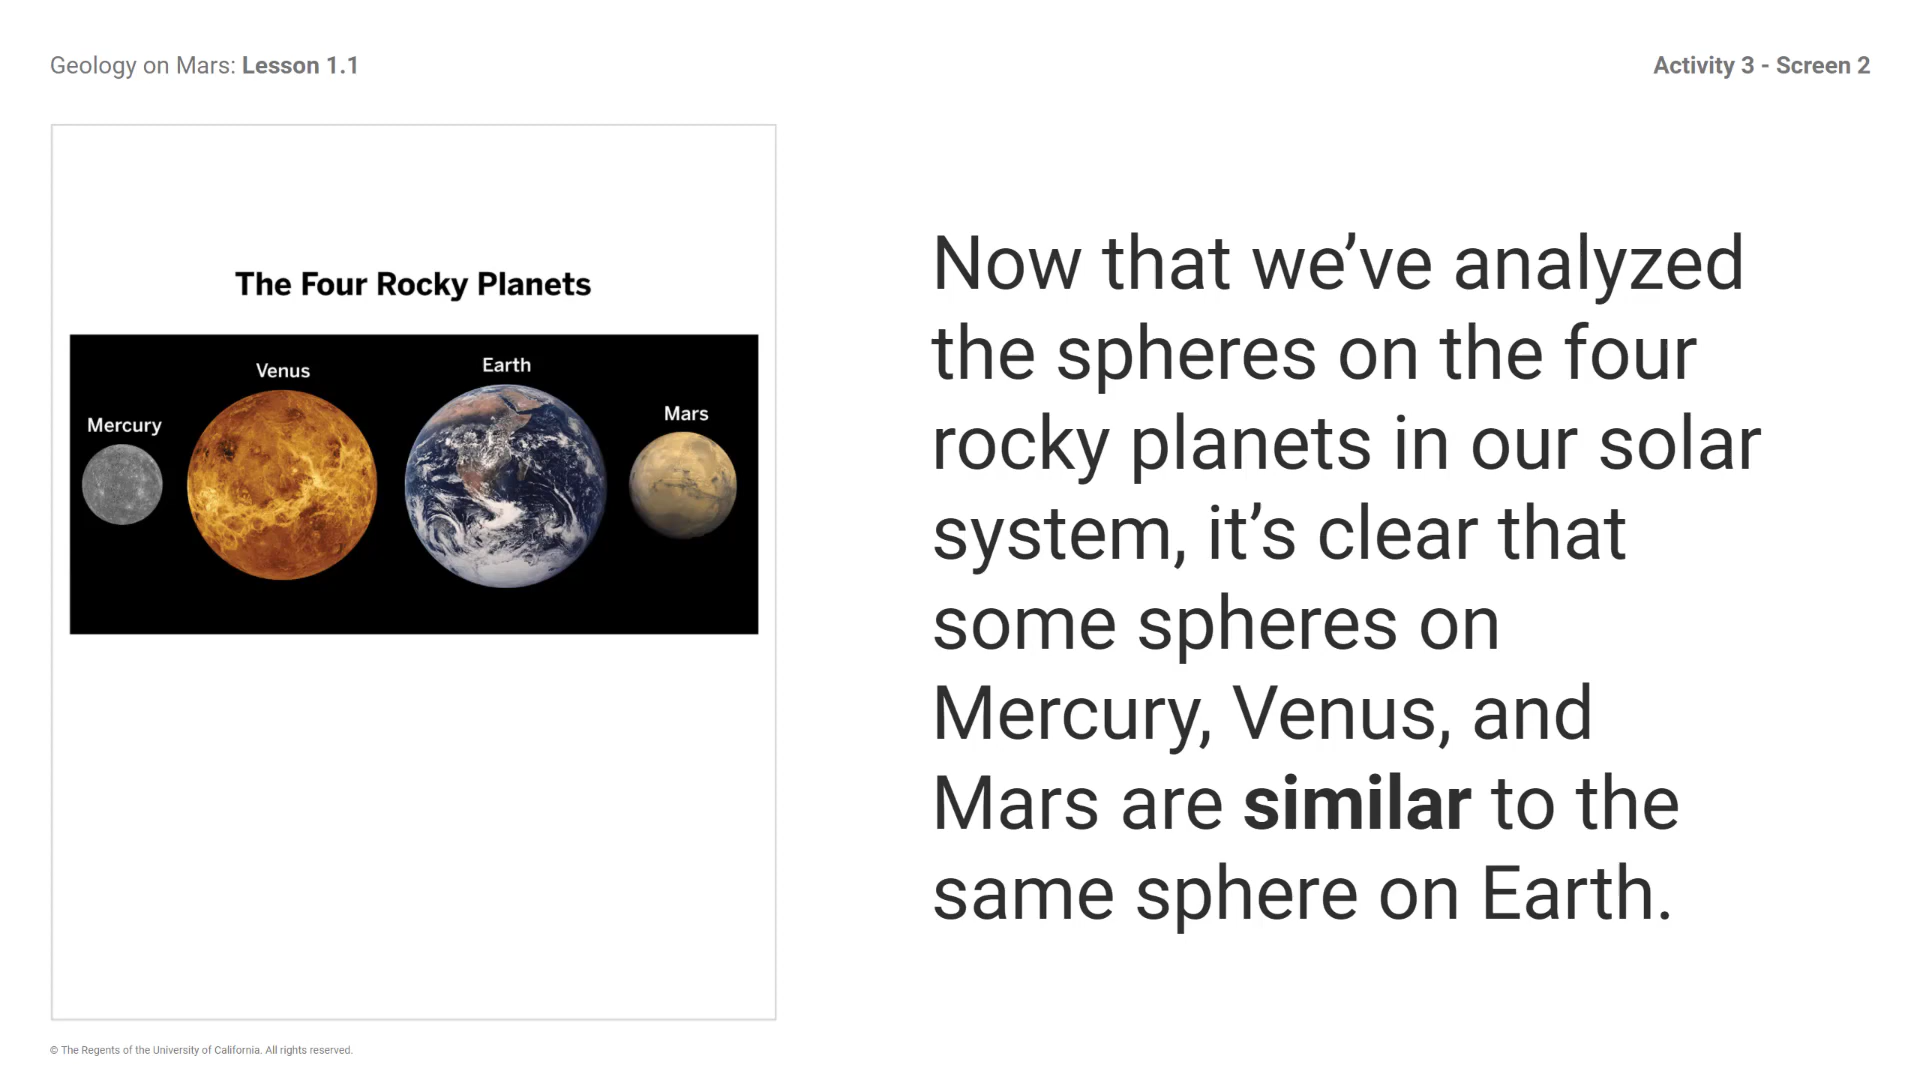 Geology on Mars: Lesson 1.1
Activity 3 - Screen 2
The Four Rocky Planets
Mercury
Venus
Earth
Mars
Now that we’ve analyzed
the spheres on the four
rocky planets in our solar
system, it’s clear that
some spheres on
Mercury, Venus, and
Mars are similar to the
same sphere on Earth.
© The Regents of the University of California. All rights reserved.